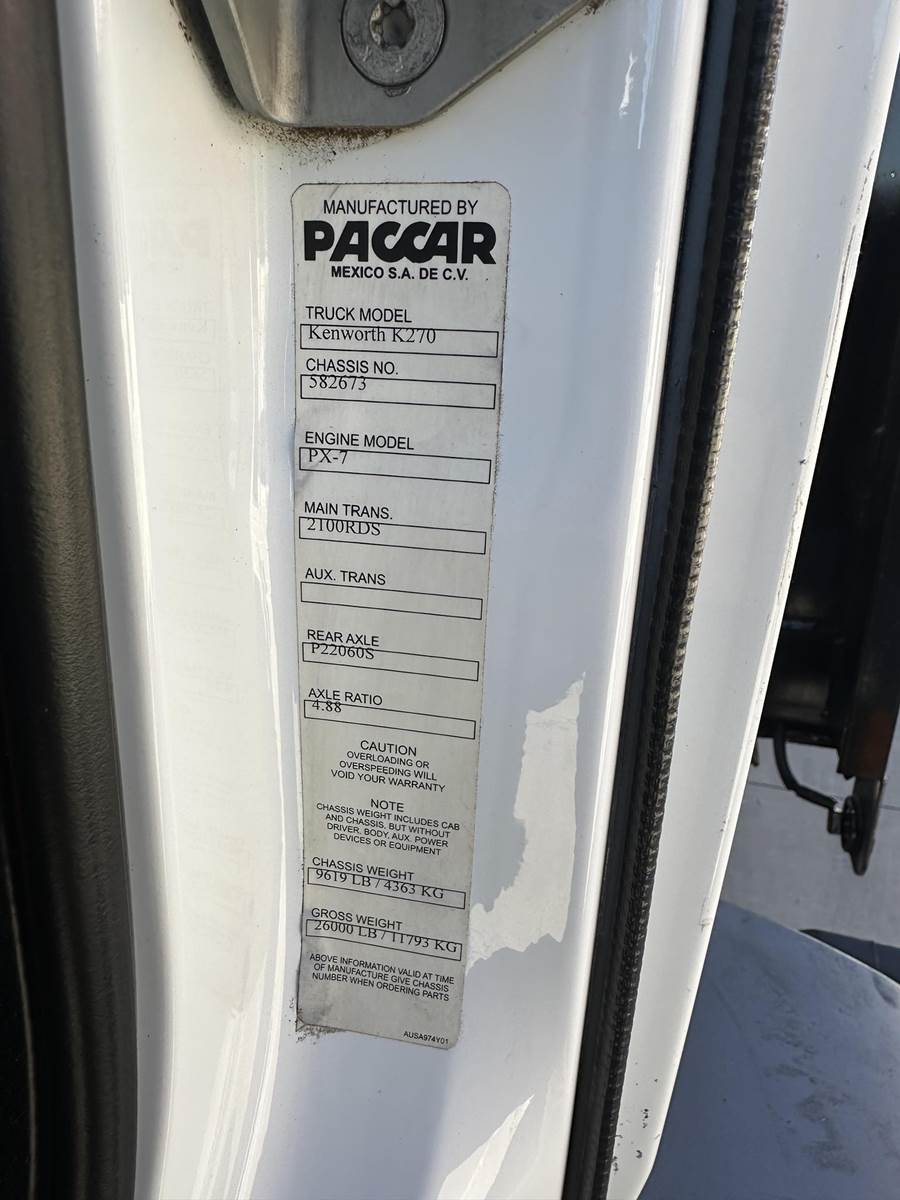 MANUFACTURED BY
PACCAR
MEXICO S.A. DE C.V.
TRUCK MODEL
Kenworth K270
CHASSIS NO.
582673
ENGINE MODEL
PX-7
MAIN TRANS.
2100RDS
AUX. TRANS
REAR AXLE
P22060S
AXLE RATIO
4.88
CAUTION
OVERLOADING OR
OVERSPEEDING WILL
VOID YOUR WARRANTY
NOTE
CHASSIS WEIGHT INCLUDES CAB
AND CHASSIS, BUT WITHOUT
DRIVER, BODY, AUX. POWER
DEVICES OR EQUIPMENT
CHASSIS WEIGHT
9619 LB / 4363 KG
GROSS WEIGHT
26000 LB / 11793 KG
ABOVE INFORMATION VALID AT TIME
OF MANUFACTURE GIVE CHASSIS
NUMBER WHEN ORDERING PARTS
AUSA974Y01